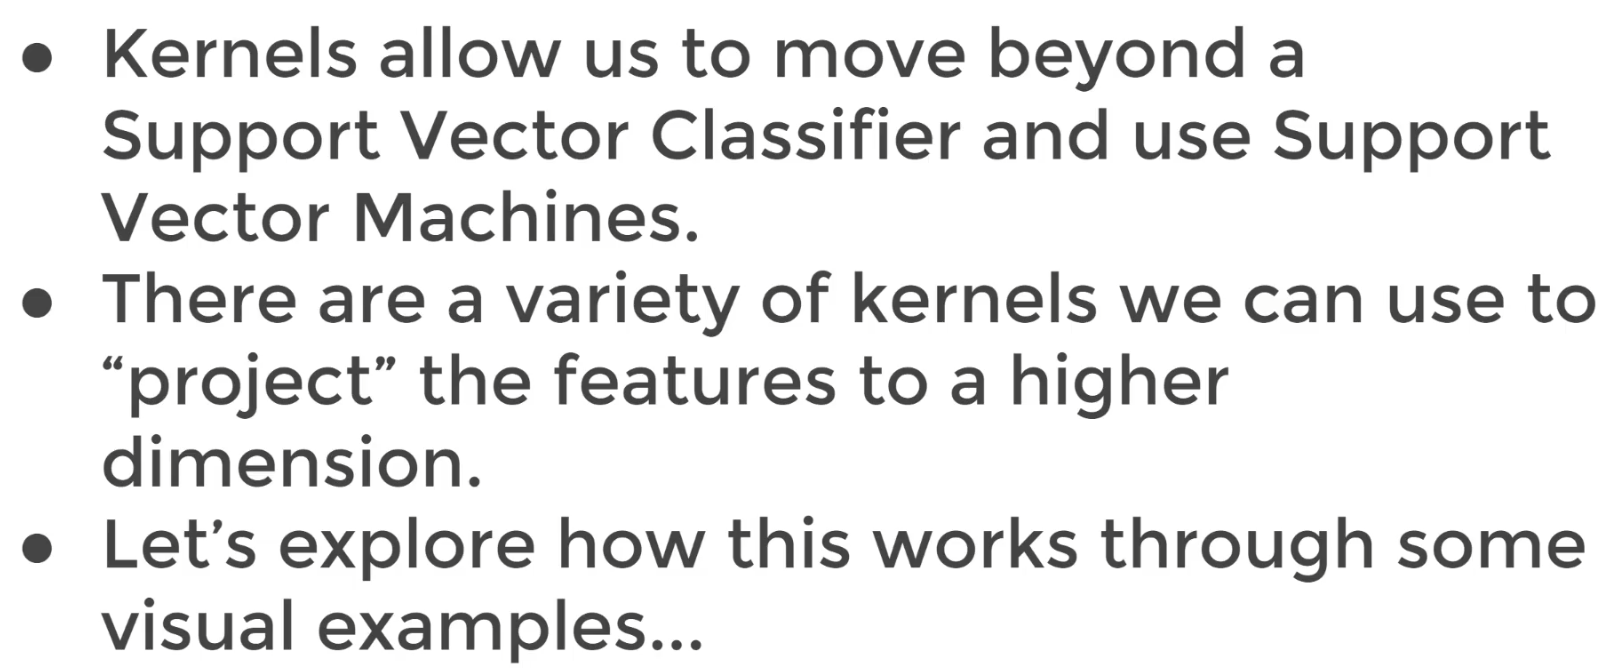 ● Kernels allow us to move beyond a
Support Vector Classifier and use Support
Vector Machines.
● There are a variety of kernels we can use to
“project” the features to a higher
dimension.
● Let’s explore how this works through some
visual examples...